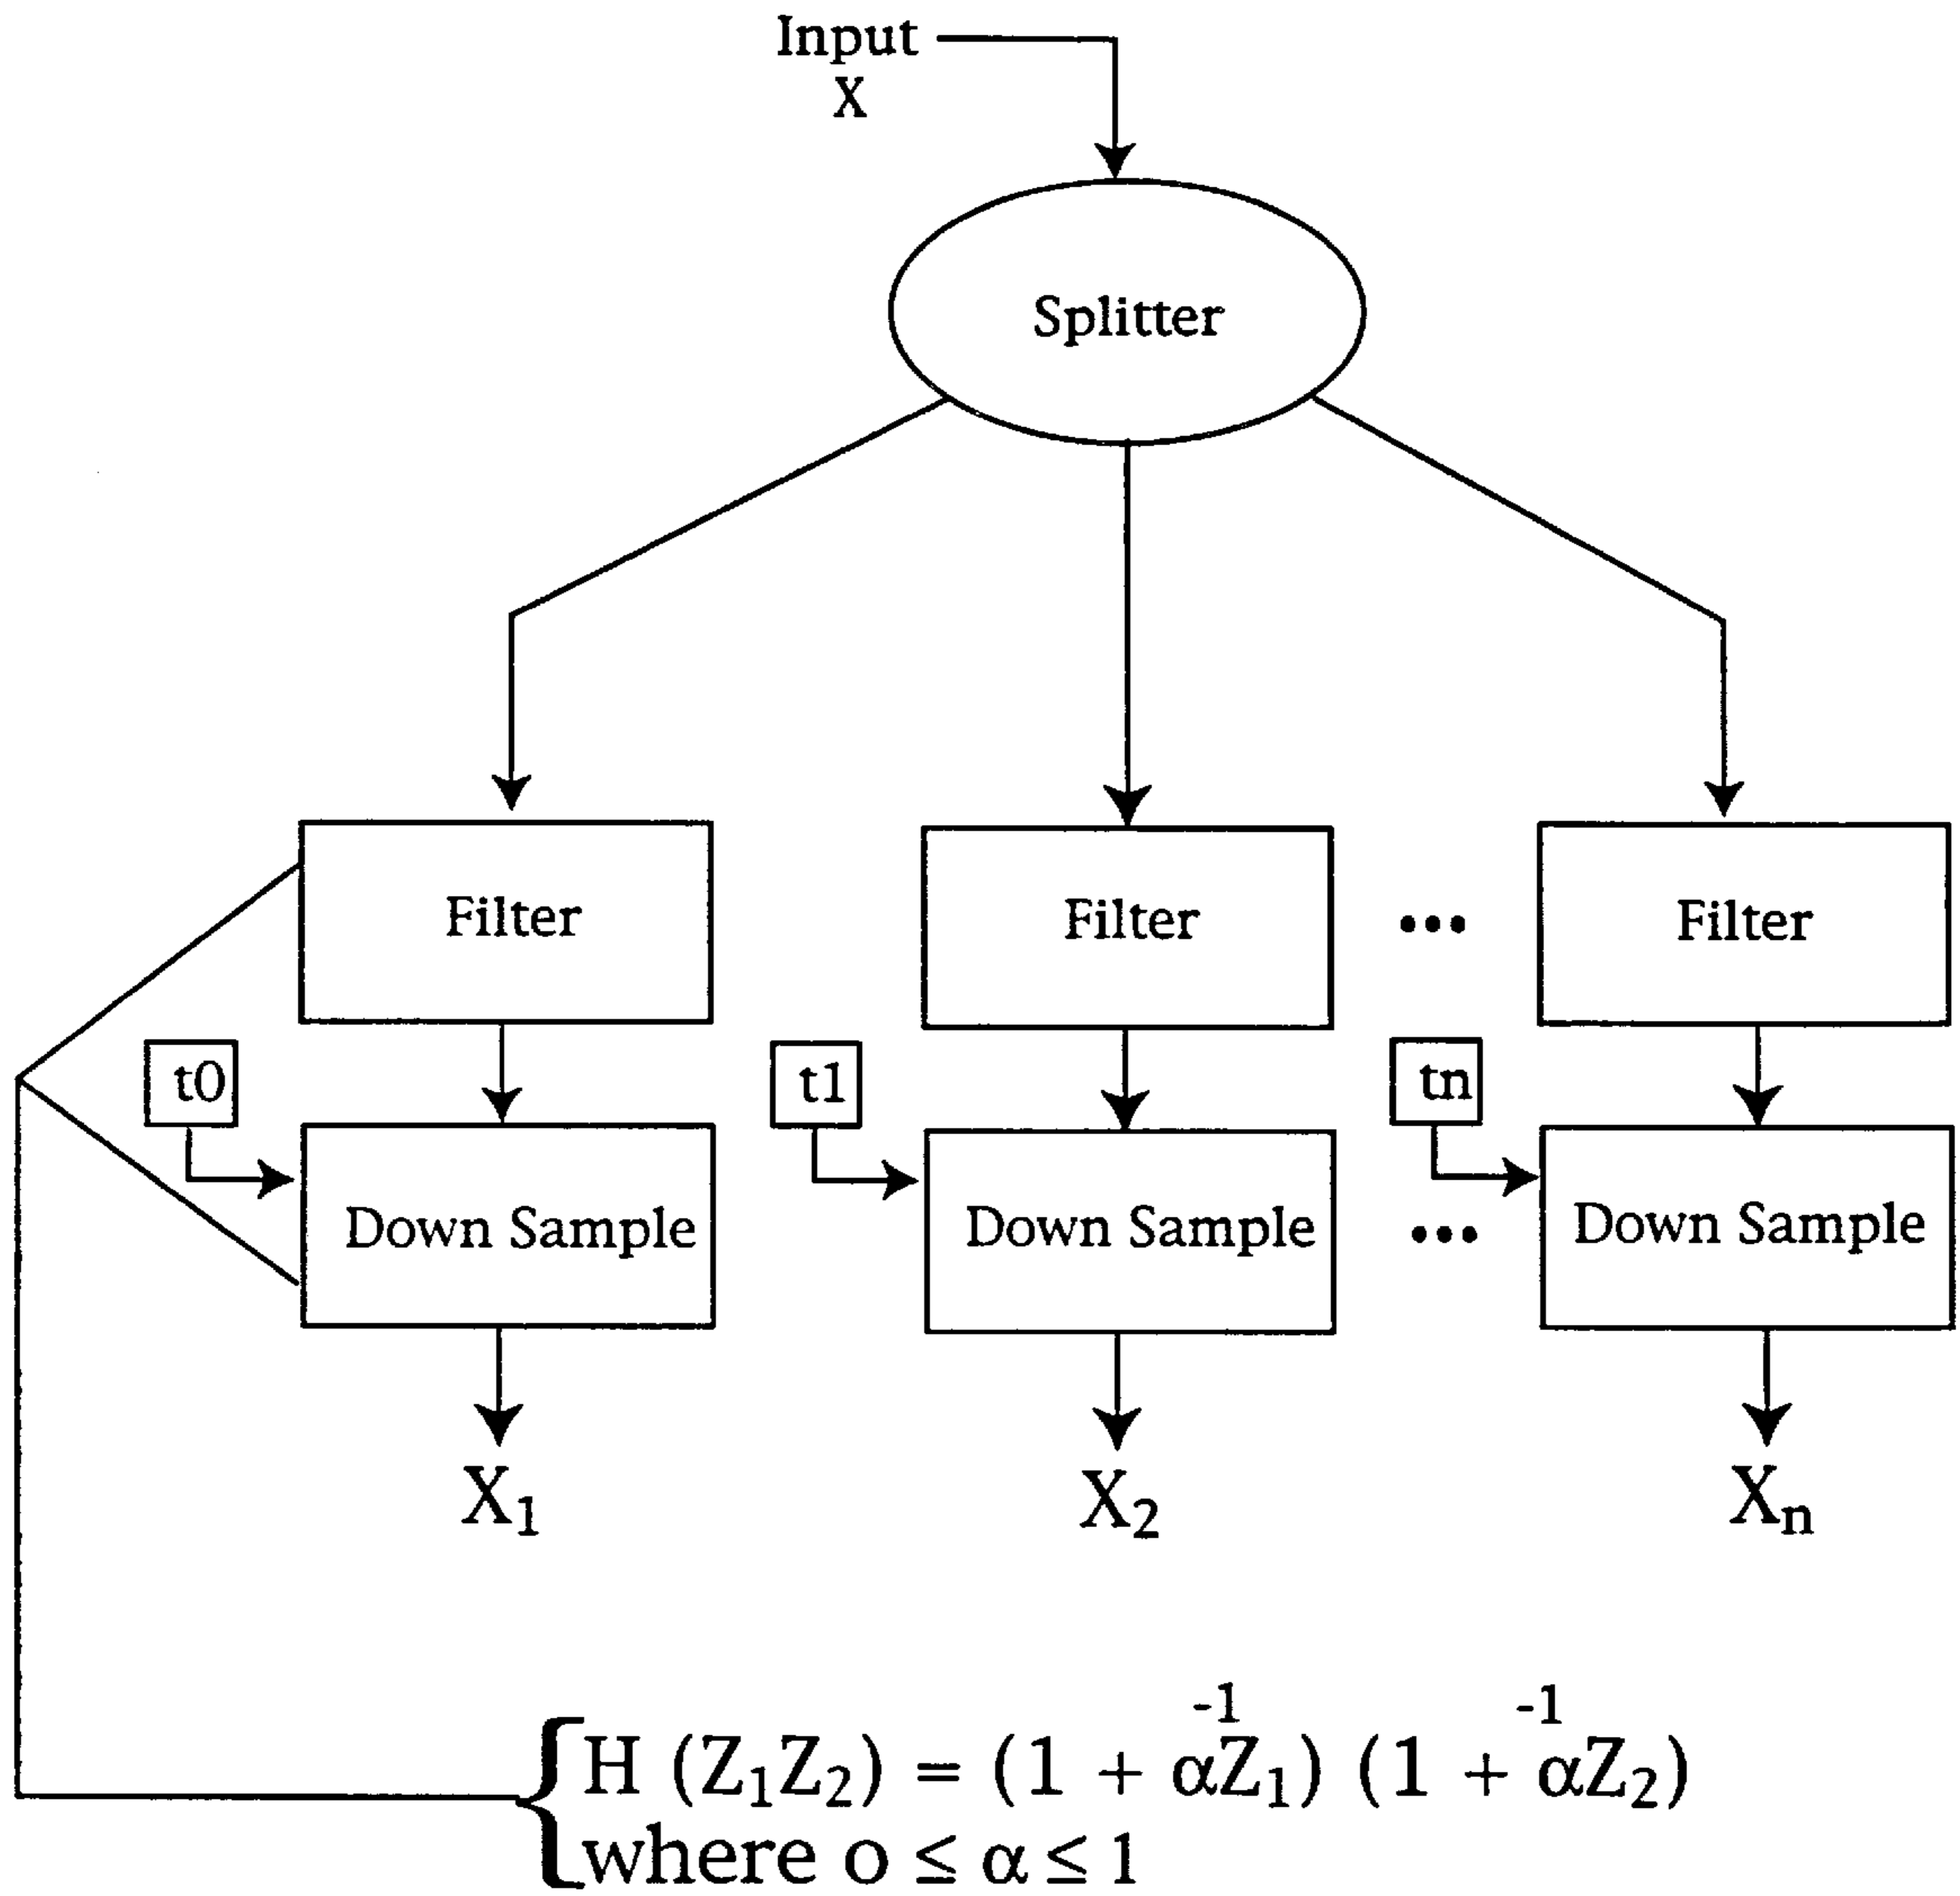 Input
X
Splitter
Filter
Filter
...
Filter
t0
t1
tn
Down Sample
Down Sample
...
Down Sample
X₁
X₂
Xₙ
H (Z₁Z₂) = (1 + αZ₁⁻¹) (1 + αZ₂⁻¹)
where o ≤ α ≤ 1